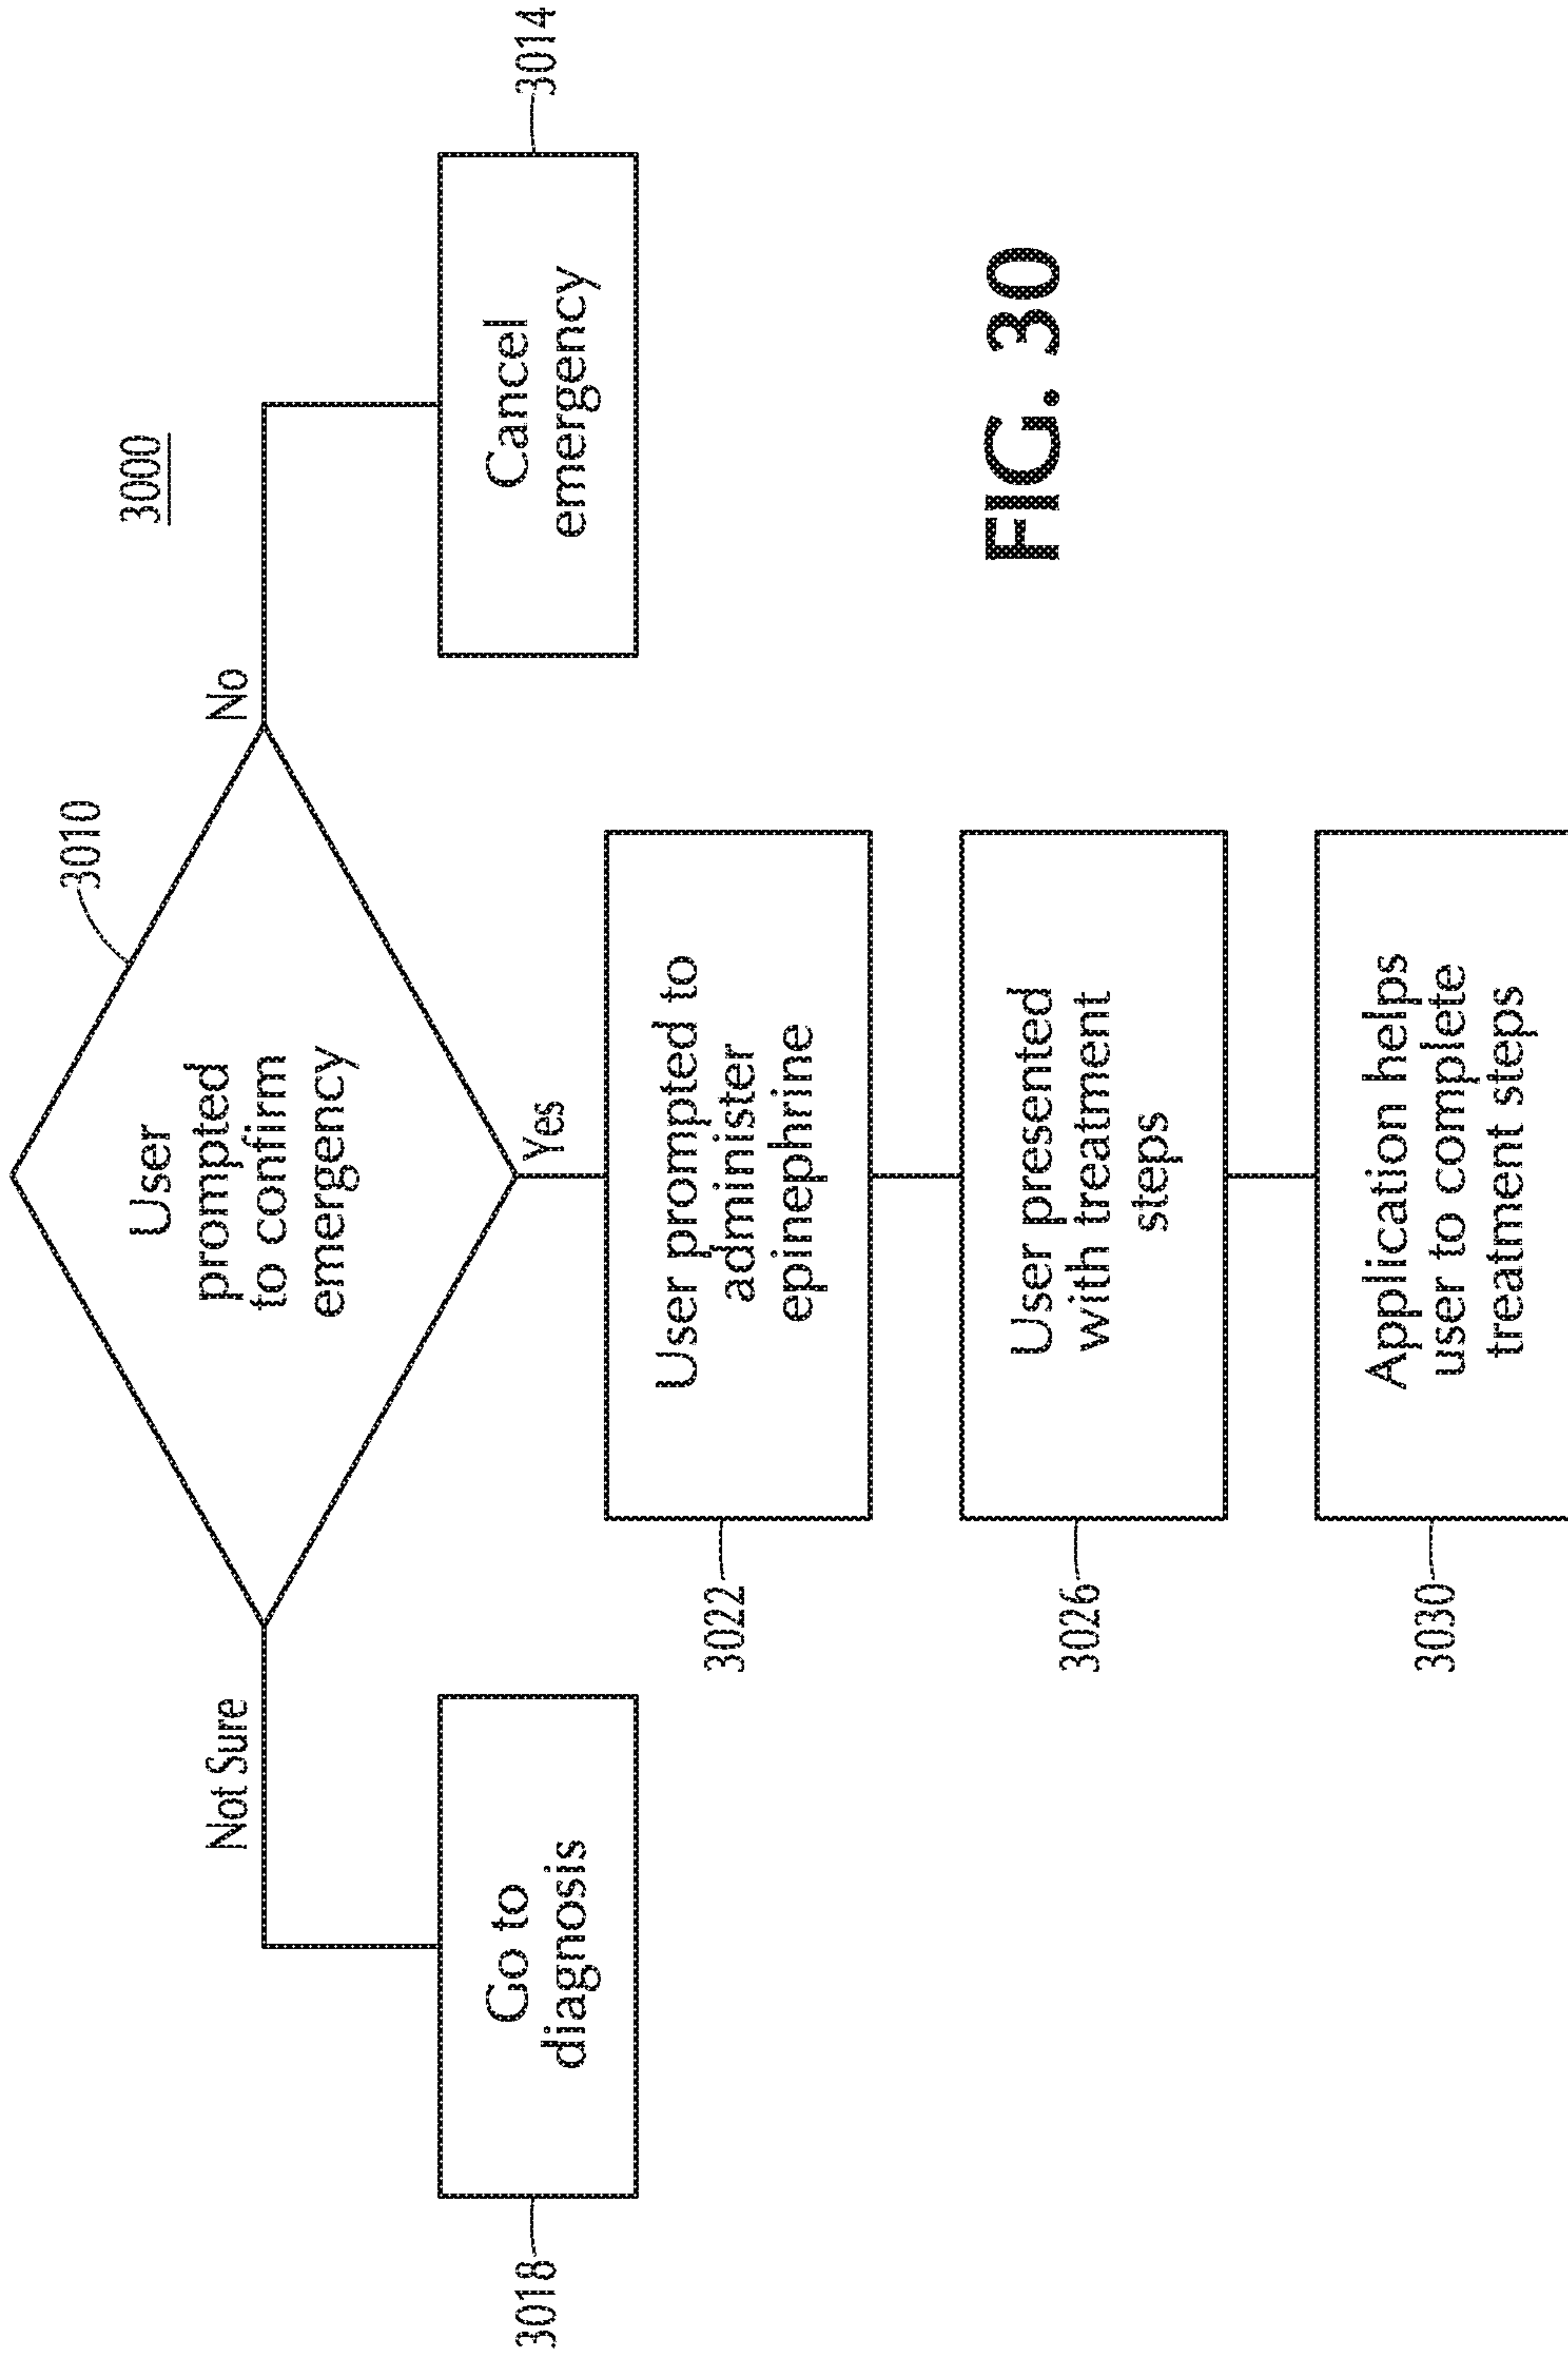 3000
3010
User
prompted
to confirm
emergency
Not Sure
No
Yes
3018
Go to
diagnosis
Cancel
emergency
3014
3022
User prompted to
administer
epinephrine
3026
User presented
with treatment
steps
3030
Application helps
user to complete
treatment steps
FIG. 30